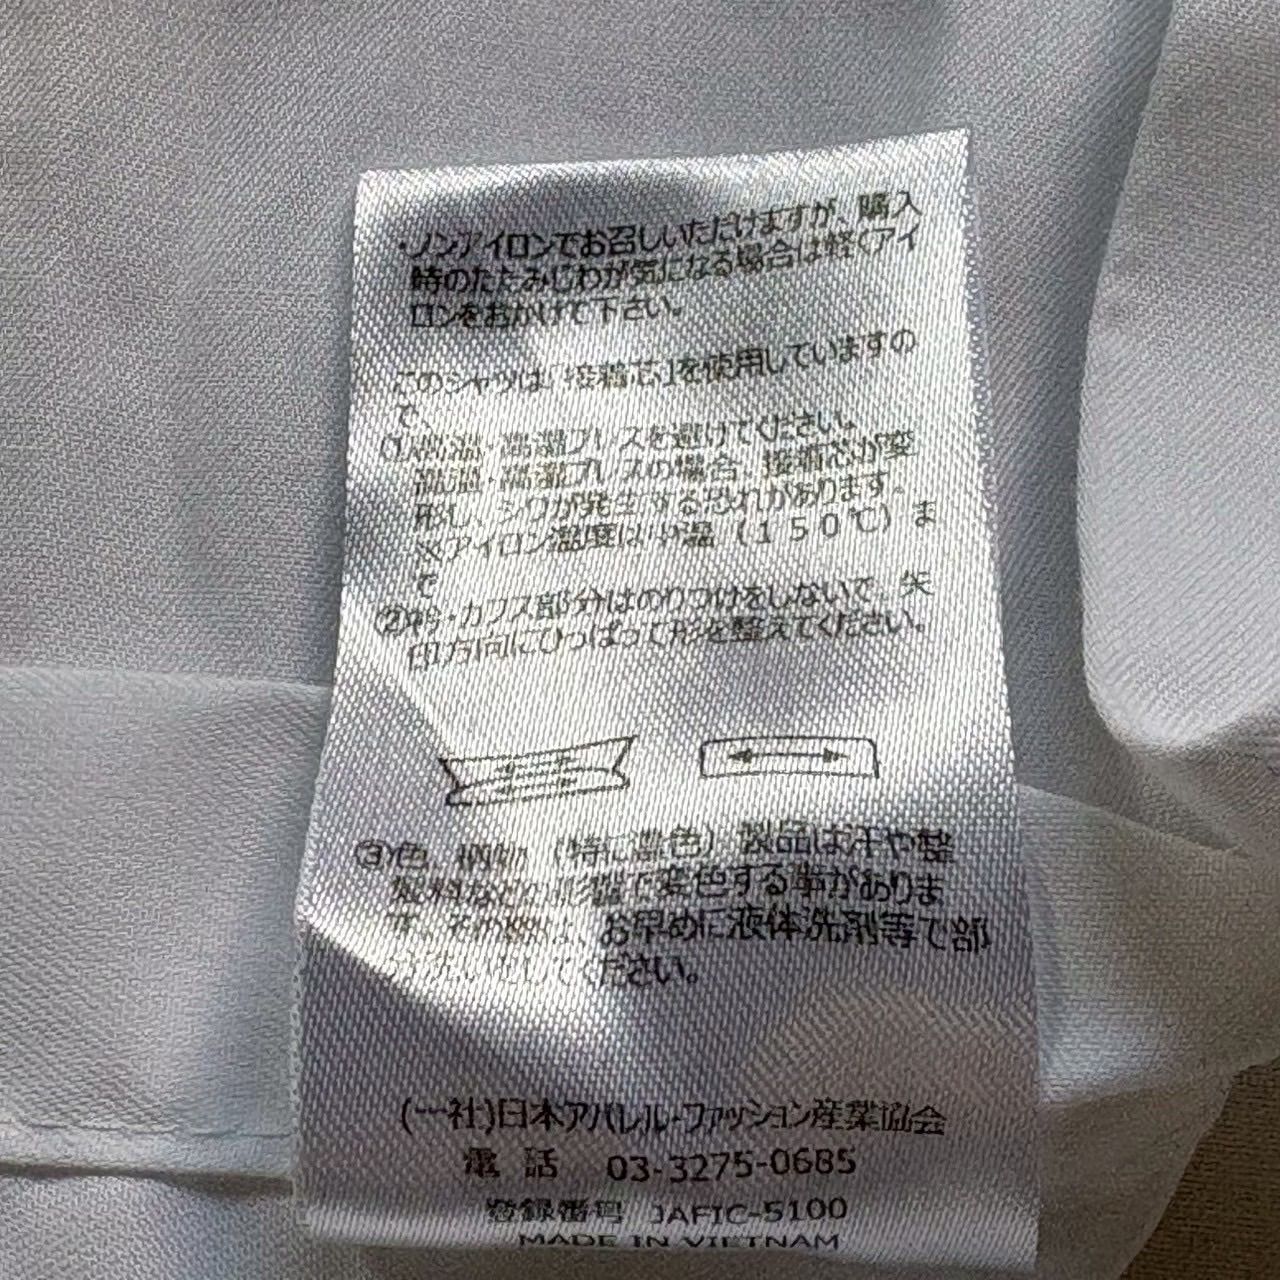 ・ノンアイロンでお召しいただけますが、購入
時のたたみじわが気になる場合は軽くアイ
ロンをおかけて下さい。
このシャツは「接着芯」を使用していますの
で、
①高温・高湿プレスを避けてください。
高温・高湿プレスの場合、接着芯が変
形し、シワが発生する恐れがあります。
※アイロン温度は中温(150℃)ま
で
②衿・カフス部分はのりつけをしないで、矢
印方向にひっぱって形を整えてください。
③色、柄物(特に濃色)製品は汗や整
髪料などの影響で変色する事がありま
す。その際は、お早めに液体洗剤等で部
ください。
(一社)日本アパレル・ファッション産業協会
電話 03-3275-0685
登録番号 JAFIC-5100
MADE IN VIETNAM